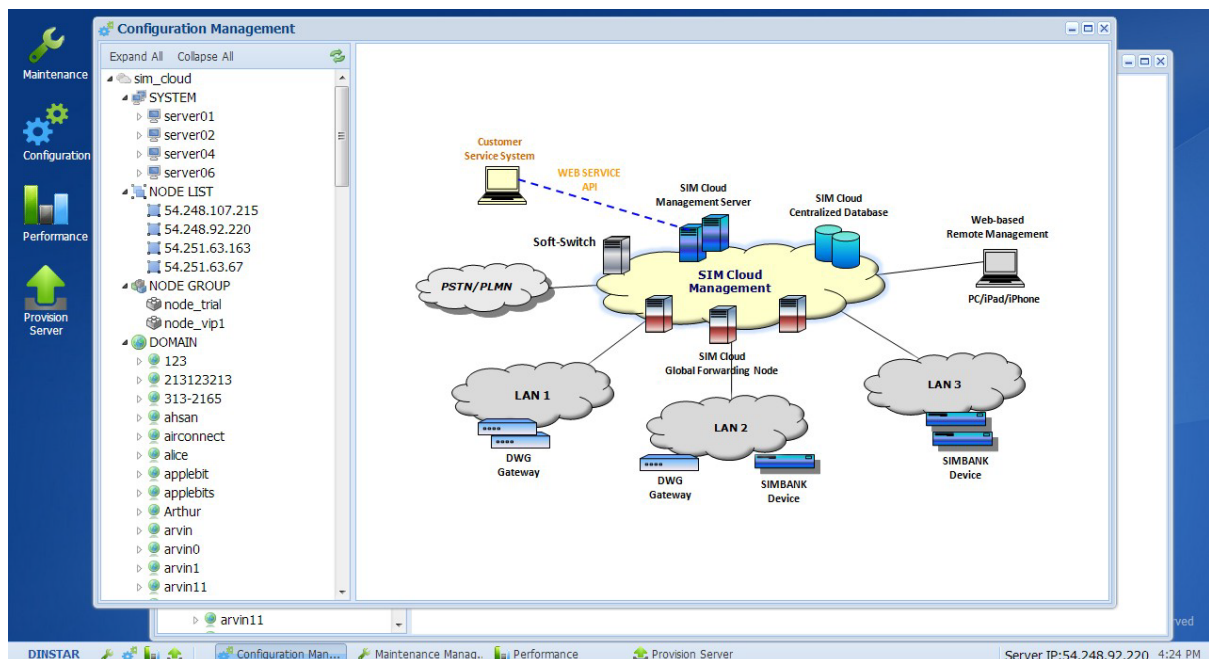 Maintenance
Configuration
Performance
Provision
Server
Configuration Management
Expand All Collapse All
sim_cloud
SYSTEM
server01
server02
server04
server06
NODE LIST
54.248.107.215
54.248.92.220
54.251.63.163
54.251.63.67
NODE GROUP
node_trial
node_vip1
DOMAIN
123
213123213
313-2165
ahsan
airconnect
alice
applebit
applebits
Arthur
arvin
arvin0
arvin1
arvin11
Customer
Service System
WEB SERVICE
API
SIM Cloud
Management Server
SIM Cloud
Centralized Database
Web-based
Remote Management
Soft-Switch
PSTN/PLMN
SIM Cloud
Management
PC/iPad/iPhone
SIM Cloud
Global Forwarding Node
LAN 1
LAN 2
LAN 3
DWG
Gateway
DWG
Gateway
SIMBANK
Device
SIMBANK
Device
arvin11
rved
DINSTAR
Configuration Man...
Maintenance Manag..
Performance
Provision Server
Server IP:54.248.92.220 4:24 PM